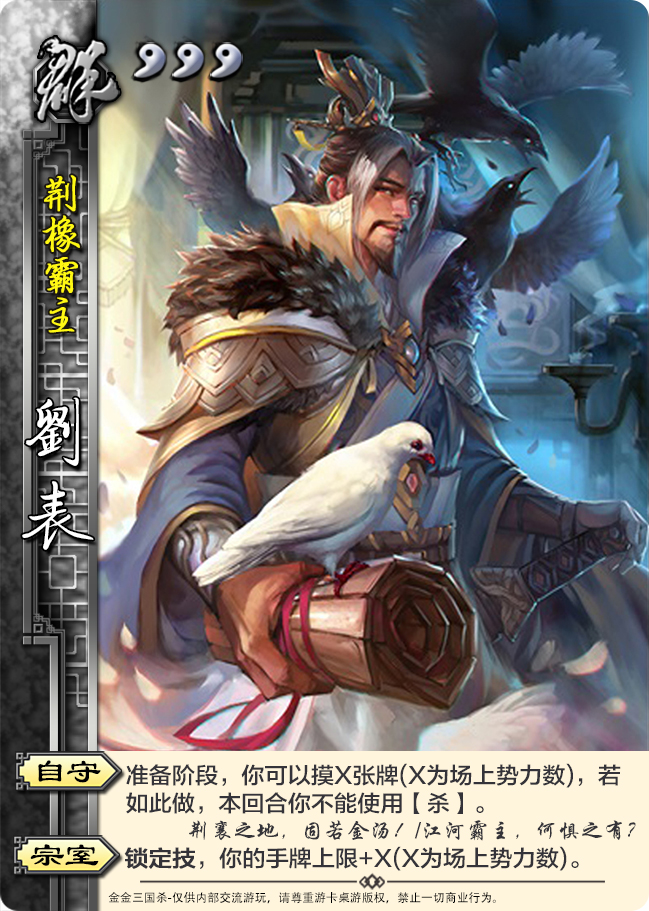 群
999
荆橡霸主
劉表
自守
准备阶段，你可以摸X张牌(X为场上势力数)，若
如此做，本回合你不能使用【杀】。
荆襄之地，固若金汤！/江河霸主，何惧之有？
宗室
锁定技，你的手牌上限+X(X为场上势力数)。
金金三国杀-仅供内部交流游玩，请尊重游卡桌游版权，禁止一切商业行为。